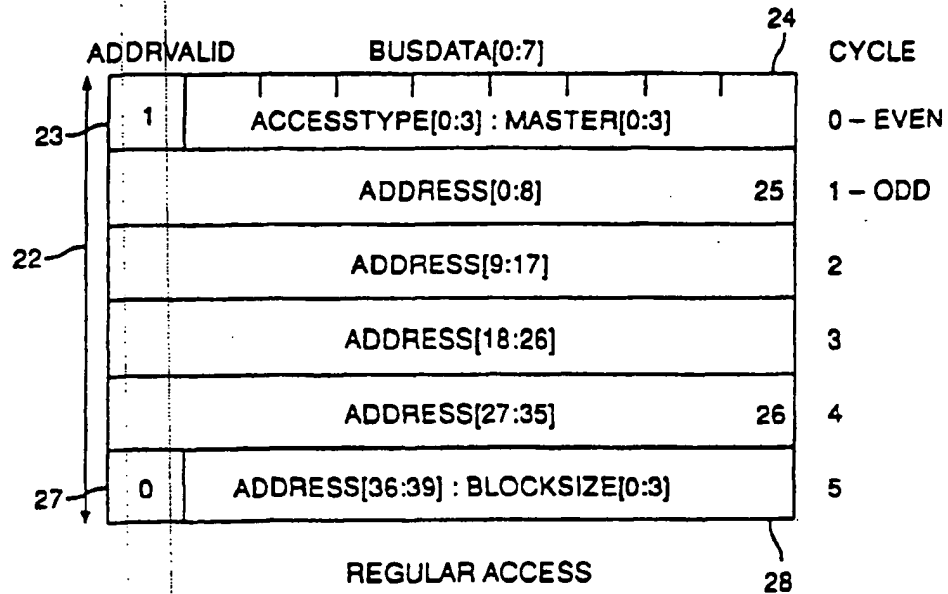 24
ADDRVALID BUSDATA[0:7] CYCLE
23 1 ACCESSTYPE[0:3] : MASTER[0:3] 0 – EVEN
ADDRESS[0:8] 25 1 – ODD
22 ADDRESS[9:17] 2
ADDRESS[18:26] 3
ADDRESS[27:35] 26 4
27 0 ADDRESS[36:39] : BLOCKSIZE[0:3] 5
REGULAR ACCESS 28